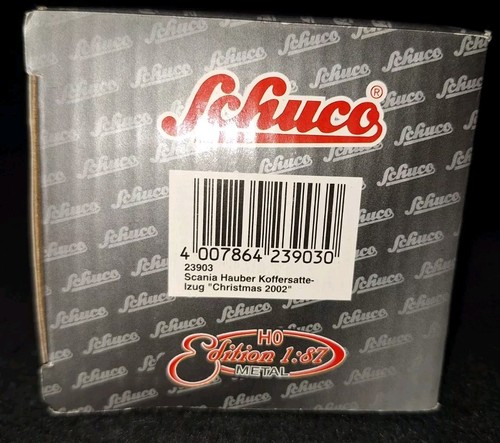 Schuco®
4 007864 239030
23903
Scania Hauber Koffersatte-
lzug "Christmas 2002"
H0
Edition 1:87
METAL